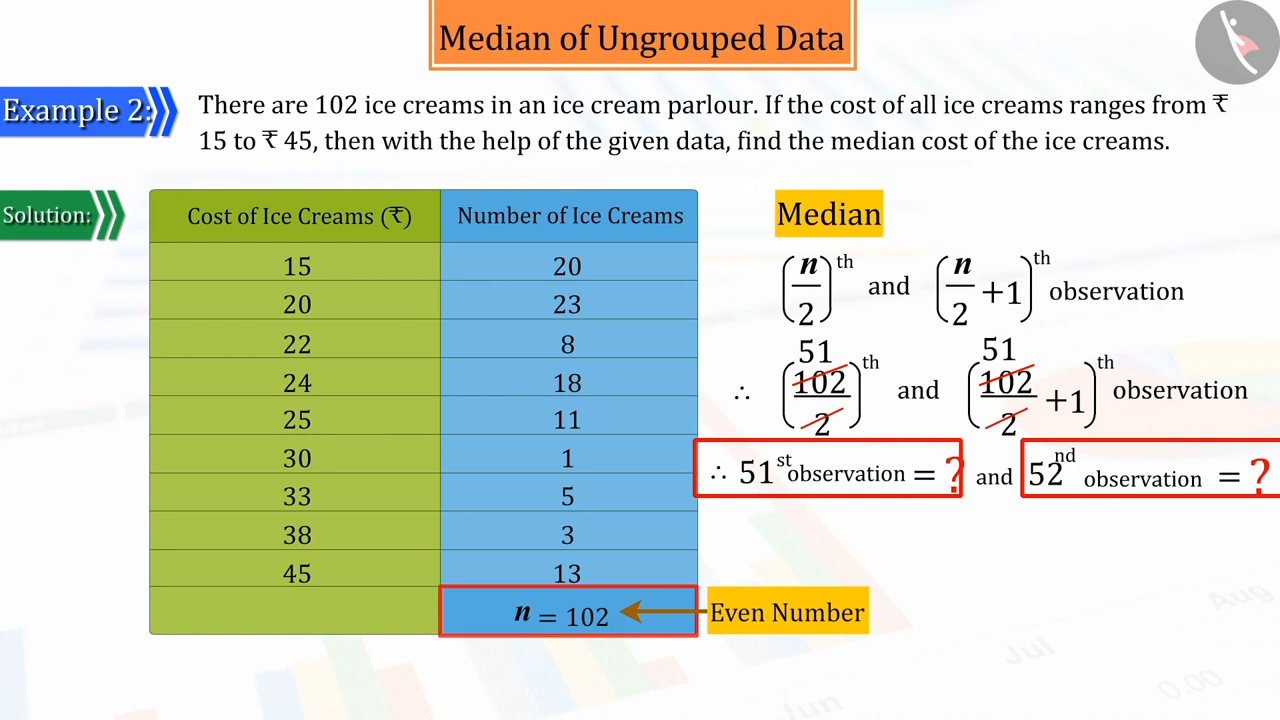 Median of Ungrouped Data
Example 2:
There are 102 ice creams in an ice cream parlour. If the cost of all ice creams ranges from ₹
15 to ₹ 45, then with the help of the given data, find the median cost of the ice creams.
Solution:
Cost of Ice Creams (₹) Number of Ice Creams
15 20
20 23
22 8
24 18
25 11
30 1
33 5
38 3
45 13
n = 102
Even Number
Median
(n/2)th and (n/2 +1)th observation
51 51
∴ (102/2)th and (102/2 +1)th observation
∴ 51st observation = ? and 52nd observation = ?
Aug
Jul
Jun
0.00